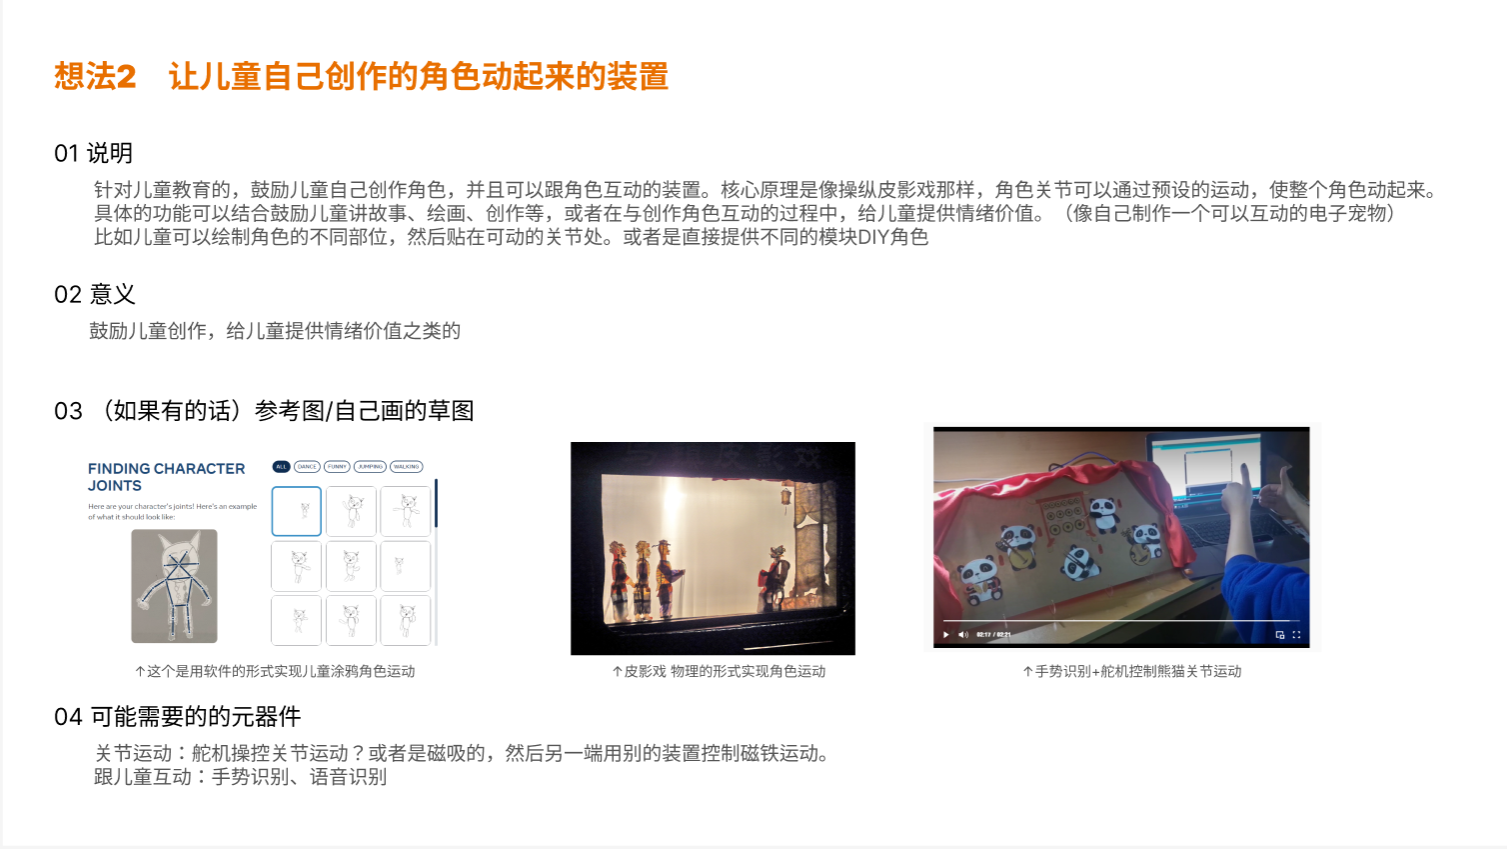 想法2 让儿童自己创作的角色动起来的装置
01 说明
针对儿童教育的，鼓励儿童自己创作角色，并且可以跟角色互动的装置。核心原理是像操纵皮影戏那样，角色关节可以通过预设的运动，使整个角色动起来。
具体的功能可以结合鼓励儿童讲故事、绘画、创作等，或者在与创作角色互动的过程中，给儿童提供情绪价值。（像自己制作一个可以互动的电子宠物）
比如儿童可以绘制角色的不同部位，然后贴在可动的关节处。或者是直接提供不同的模块DIY角色
02 意义
鼓励儿童创作，给儿童提供情绪价值之类的
03 （如果有的话）参考图/自己画的草图
FINDING CHARACTER
JOINTS
Here are your character's joints! Here's an example
of what it should look like:
ALL DANCE FUNNY JUMPING WALKING
皮影戏
02:17 / 02:21
↑这个是用软件的形式实现儿童涂鸦角色运动
↑皮影戏 物理的形式实现角色运动
↑手势识别+舵机控制熊猫关节运动
04 可能需要的的元器件
关节运动：舵机操控关节运动？或者是磁吸的，然后另一端用别的装置控制磁铁运动。
跟儿童互动：手势识别、语音识别